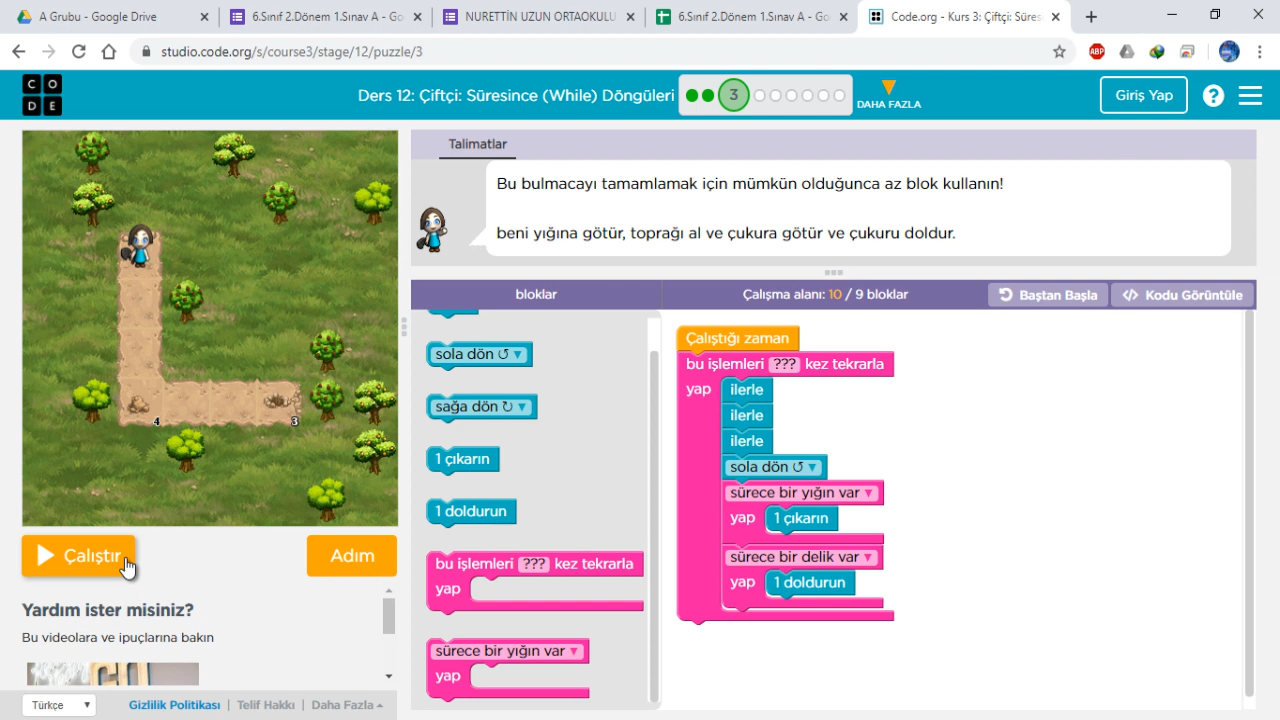 A Grubu - Google Drive
6.Sınıf 2.Dönem 1.Sınav A - Go
NURETTİN UZUN ORTAOKULU
6.Sınıf 2.Dönem 1.Sınav A - Go
Code.org - Kurs 3: Çiftçi: Süres
studio.code.org/s/course3/stage/12/puzzle/3
ABP
C O
D E
Ders 12: Çiftçi: Süresince (While) Döngüleri
3
DAHA FAZLA
Giriş Yap
?
Talimatlar
Bu bulmacayı tamamlamak için mümkün olduğunca az blok kullanın!
beni yığına götür, toprağı al ve çukura götür ve çukuru doldur.
bloklar
Çalışma alanı: 10 / 9 bloklar
Baştan Başla
Kodu Görüntüle
4
3
sola dön
sağa dön
1 çıkarın
1 doldurun
bu işlemleri ??? kez tekrarla
yap
sürece bir yığın var
yap
Çalıştığı zaman
bu işlemleri ??? kez tekrarla
yap
ilerle
ilerle
ilerle
sola dön
sürece bir yığın var
yap 1 çıkarın
sürece bir delik var
yap 1 doldurun
Çalıştır
Adım
Yardım ister misiniz?
Bu videolara ve ipuçlarına bakın
Türkçe
Gizlilik Politikası | Telif Hakkı | Daha Fazla